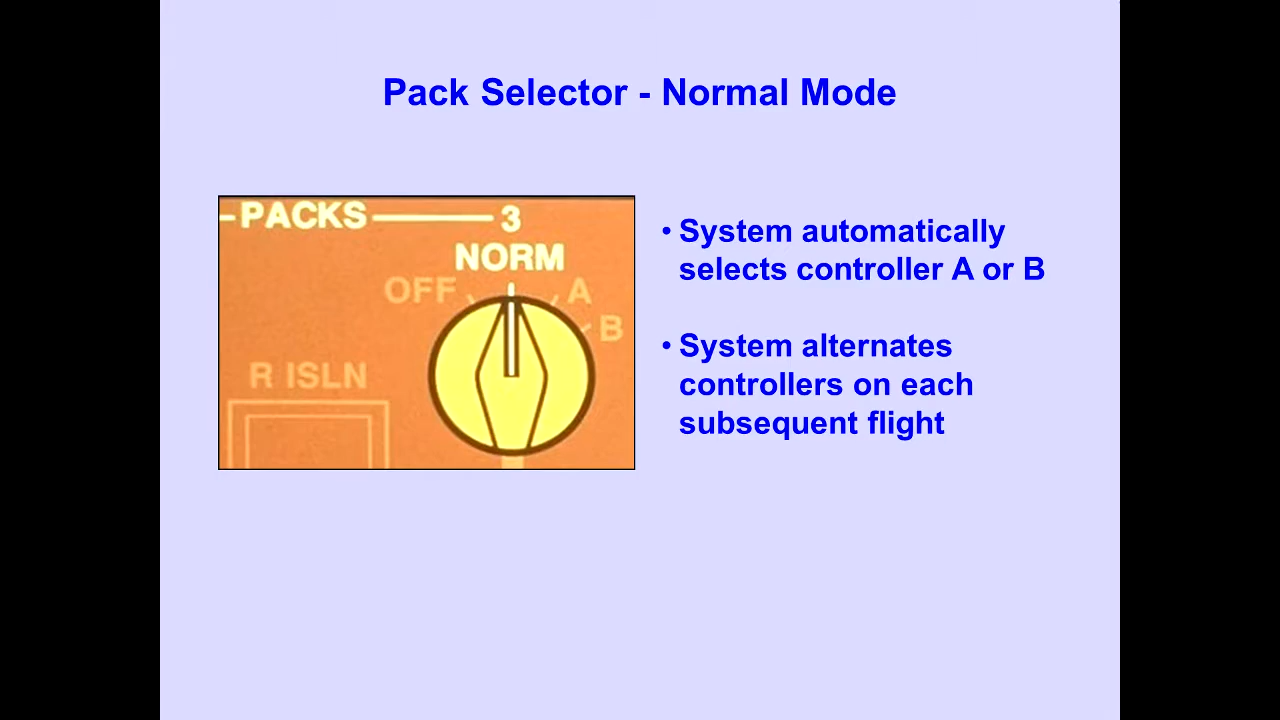 Pack Selector - Normal Mode
PACKS 3
NORM
OFF A
B
R ISLN
• System automatically
selects controller A or B
• System alternates
controllers on each
subsequent flight